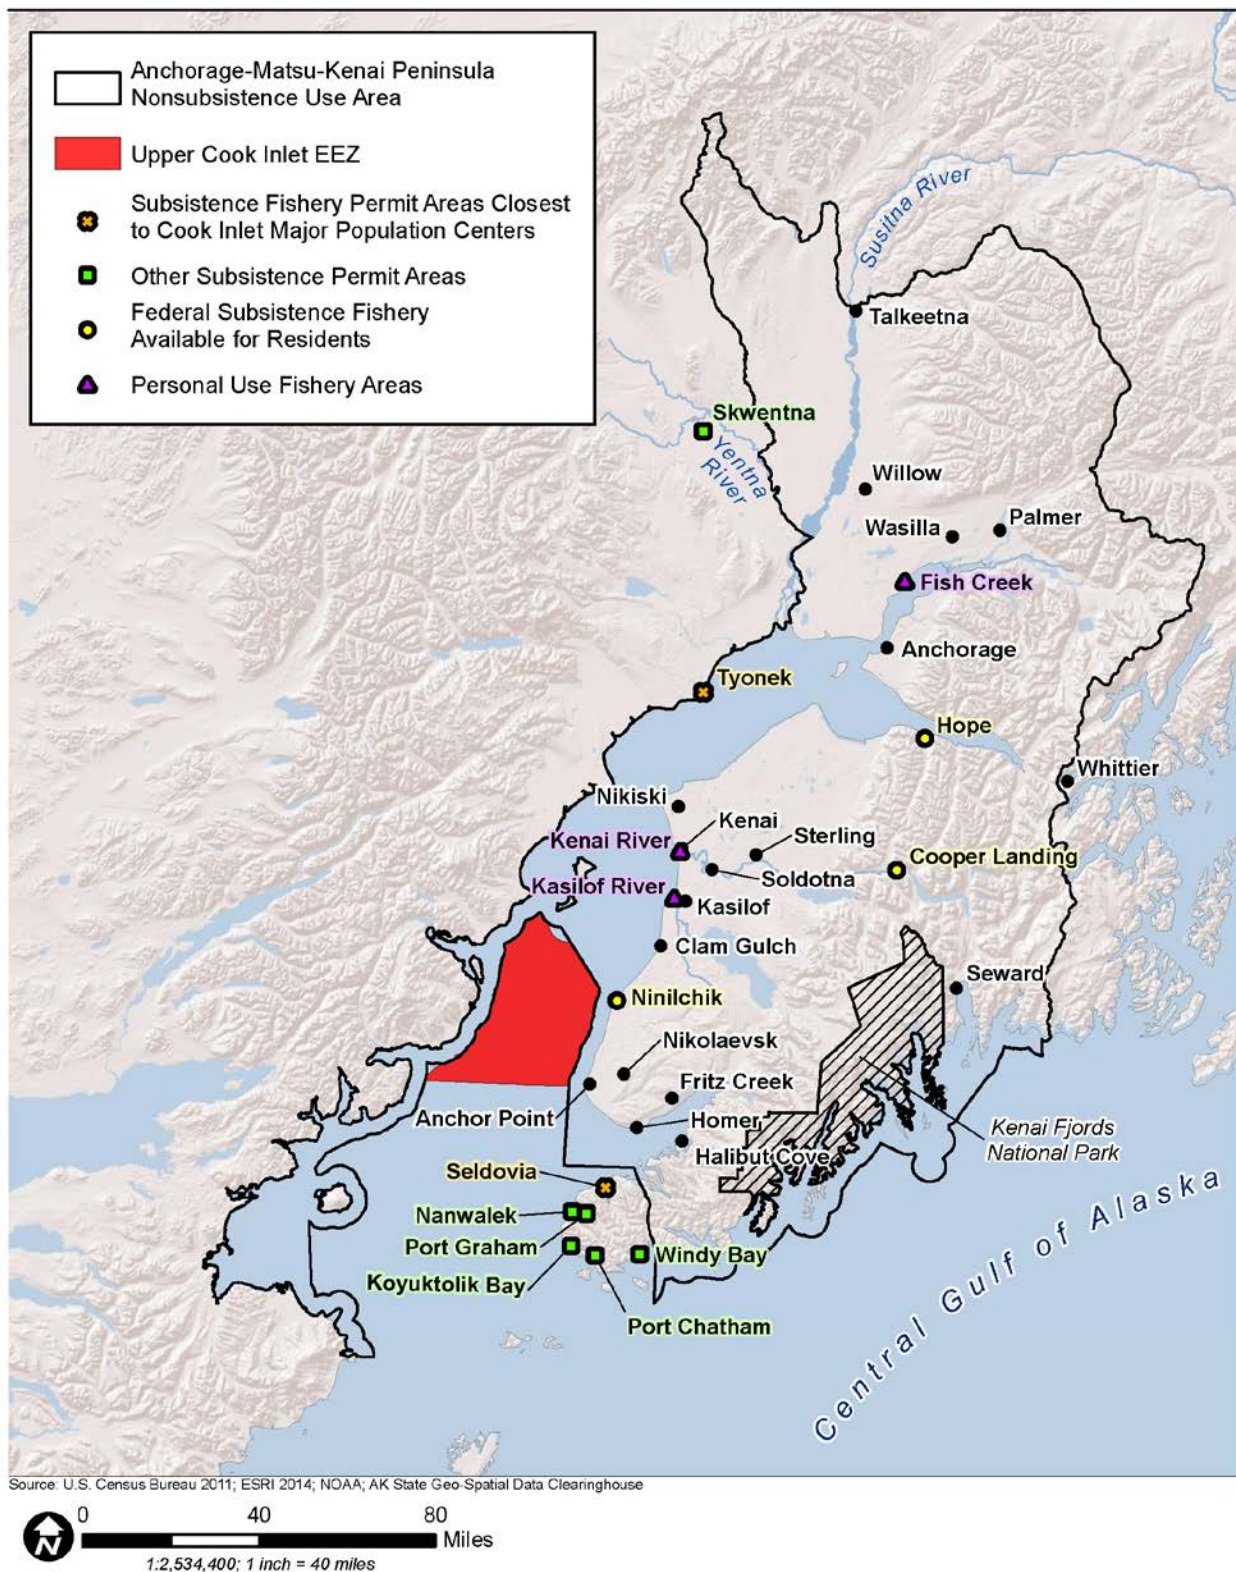 Anchorage-Matsu-Kenai Peninsula
Nonsubsistence Use Area
Upper Cook Inlet EEZ
Subsistence Fishery Permit Areas Closest
to Cook Inlet Major Population Centers
Other Subsistence Permit Areas
Federal Subsistence Fishery
Available for Residents
Personal Use Fishery Areas
Susitna River
Talkeetna
Skwentna
Yentna
River
Willow
Wasilla
Palmer
Fish Creek
Anchorage
Tyonek
Hope
Whittier
Nikiski
Kenai
Kenai River
Sterling
Cooper Landing
Soldotna
Kasilof River
Kasilof
Clam Gulch
Seward
Ninilchik
Nikolaevsk
Fritz Creek
Anchor Point
Homer
Kenai Fjords
National Park
Halibut Cove
Seldovia
Nanwalek
Port Graham
Windy Bay
Koyuktolik Bay
Port Chatham
Central Gulf of Alaska
Source: U.S. Census Bureau 2011; ESRI 2014; NOAA; AK State Geo-Spatial Data Clearinghouse
N
0 40 80
Miles
1:2,534,400; 1 inch = 40 miles